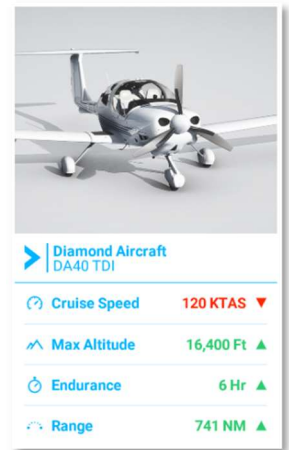 Diamond Aircraft
DA40 TDI
Cruise Speed 120 KTAS ▼
Max Altitude 16,400 Ft ▲
Endurance 6 Hr ▲
Range 741 NM ▲